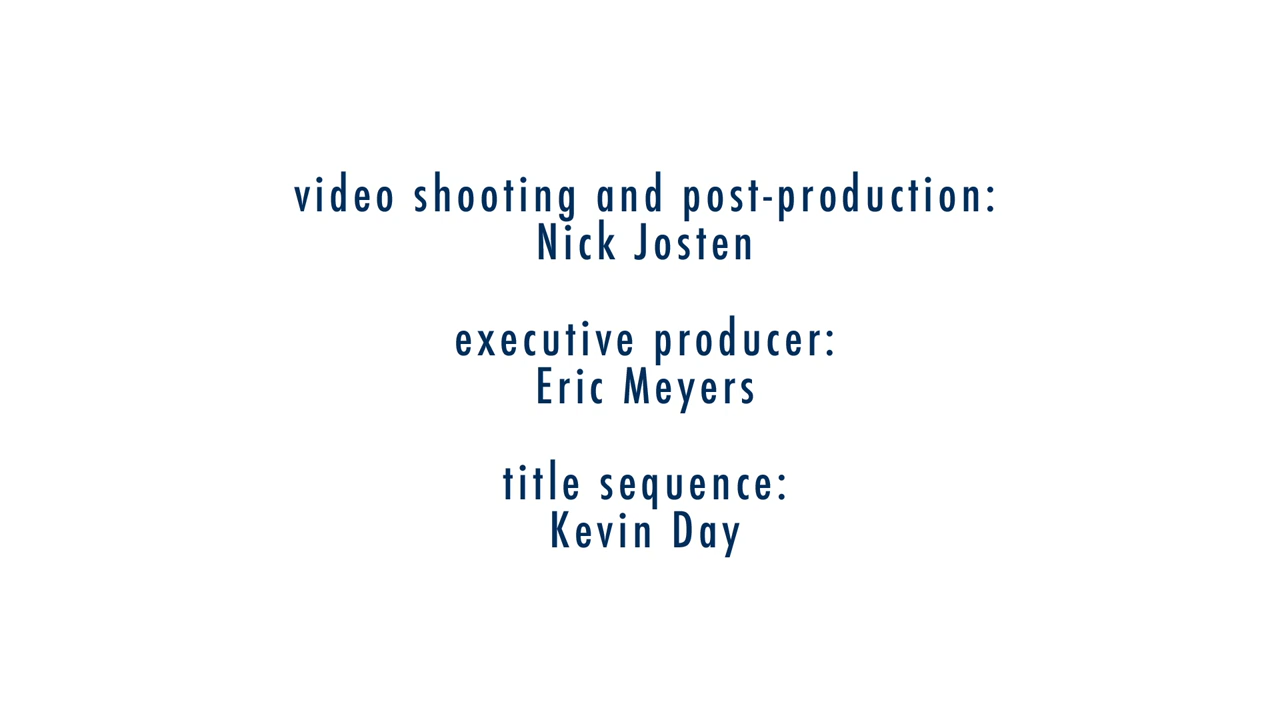 video shooting and post-production:
Nick Josten
executive producer:
Eric Meyers
title sequence:
Kevin Day